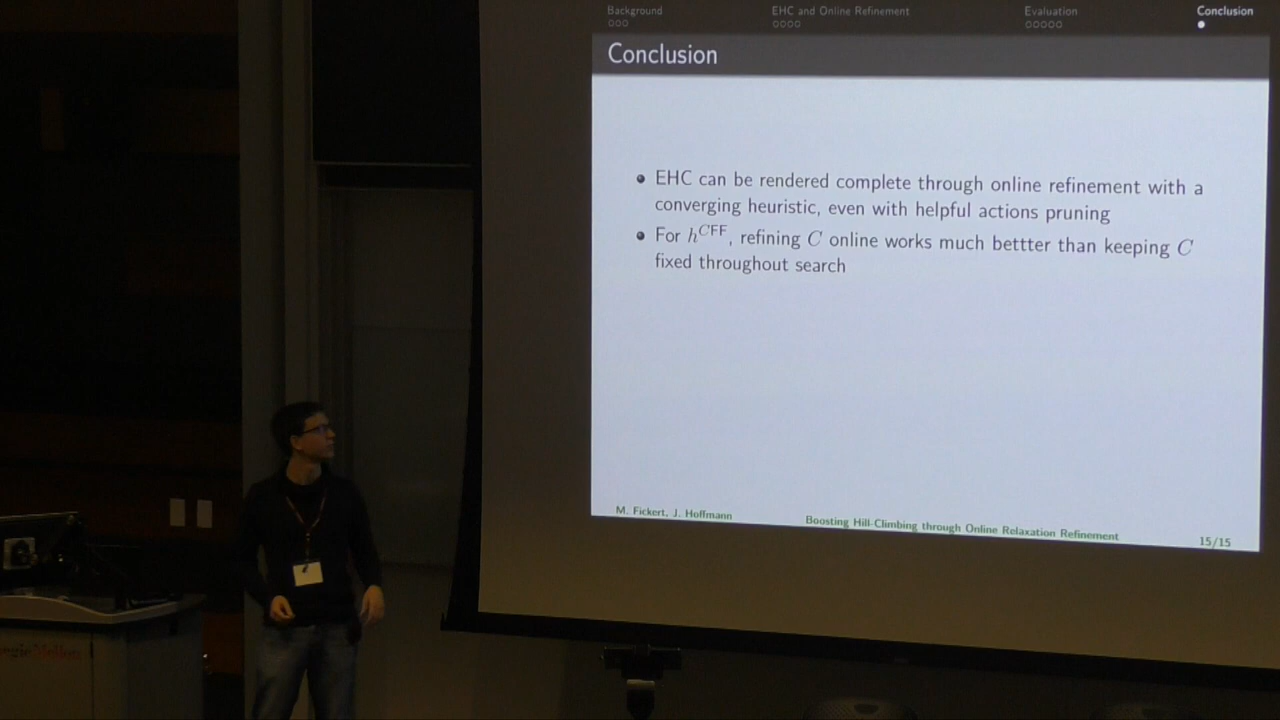 Background
EHC and Online Refinement
Evaluation
Conclusion
Conclusion
EHC can be rendered complete through online refinement with a
converging heuristic, even with helpful actions pruning
For h^CFF, refining C online works much bettter than keeping C
fixed throughout search
M. Fickert, J. Hoffmann
Boosting Hill-Climbing through Online Relaxation Refinement
15/15